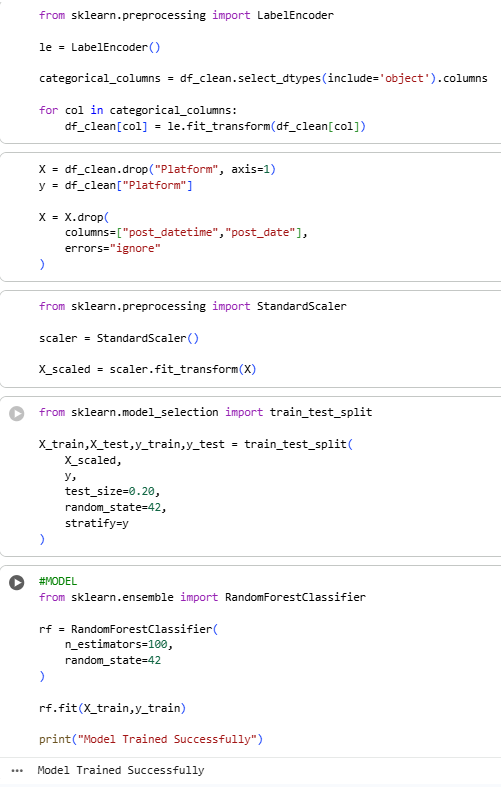 from sklearn.preprocessing import LabelEncoder
le = LabelEncoder()
categorical_columns = df_clean.select_dtypes(include='object').columns
for col in categorical_columns:
    df_clean[col] = le.fit_transform(df_clean[col])
X = df_clean.drop("Platform", axis=1)
y = df_clean["Platform"]
X = X.drop(
    columns=["post_datetime","post_date"],
    errors="ignore"
)
from sklearn.preprocessing import StandardScaler
scaler = StandardScaler()
X_scaled = scaler.fit_transform(X)
from sklearn.model_selection import train_test_split
X_train,X_test,y_train,y_test = train_test_split(
    X_scaled,
    y,
    test_size=0.20,
    random_state=42,
    stratify=y
)
#MODEL
from sklearn.ensemble import RandomForestClassifier
rf = RandomForestClassifier(
    n_estimators=100,
    random_state=42
)
rf.fit(X_train,y_train)
print("Model Trained Successfully")
Model Trained Successfully